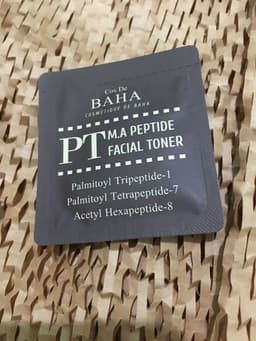 Cos De
BAHA
COSMETIQUE DE BAHA
PT M.A PEPTIDE
FACIAL TONER
Palmitoyl Tripeptide-1
Palmitoyl Tetrapeptide-7
Acetyl Hexapeptide-8